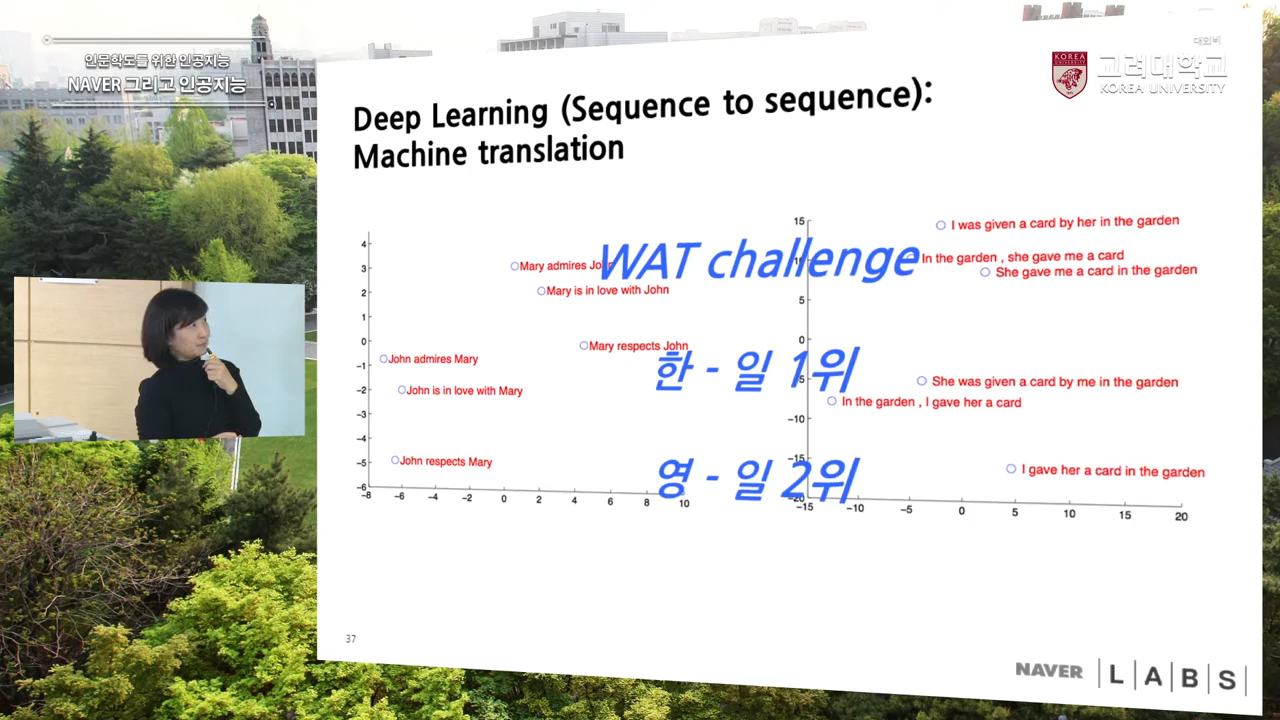 인문학도를 위한 인공지능
NAVER 그리고 인공지능
대외비
KOREA
UNIVERSITY
고려대학교
KOREA UNIVERSITY
Deep Learning (Sequence to sequence):
Machine translation
WAT challenge
한 - 일 1위
영 - 일 2위
4
3
2
1
0
−1
−2
−3
−4
−5
−6
−8
−6
−4
−2
0
2
4
6
8
10
Mary admires John
Mary is in love with John
Mary respects John
John admires Mary
John is in love with Mary
John respects Mary
15
10
5
0
−5
−10
−15
−20
−15
−10
−5
0
5
10
15
20
I was given a card by her in the garden
In the garden , she gave me a card
She gave me a card in the garden
She was given a card by me in the garden
In the garden , I gave her a card
I gave her a card in the garden
37
NAVER LABS